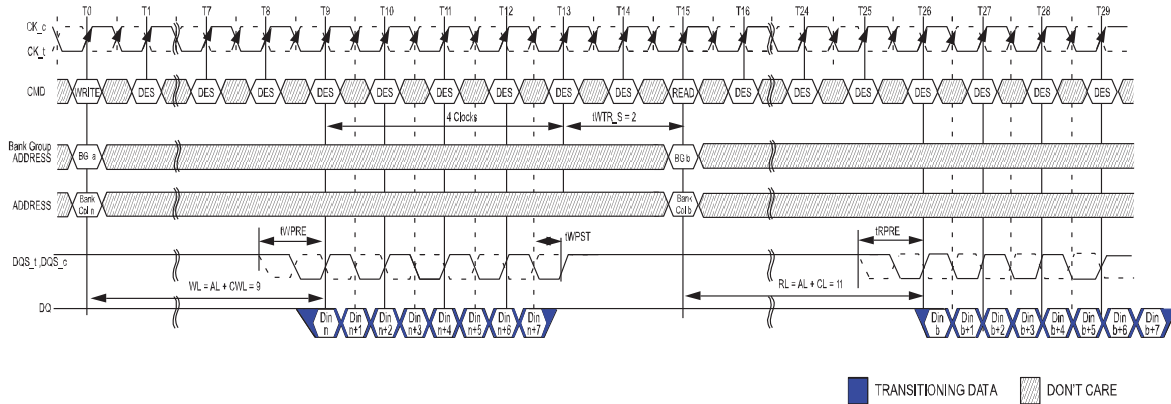 T0 T1 T7 T8 T9 T10 T11 T12 T13 T14 T15 T16 T24 T25 T26 T27 T28 T29
CK_c
CK_t
CMD WRITE DES DES DES DES DES DES DES DES DES READ DES DES DES DES DES DES DES
4 Clocks tWTR_S = 2
Bank Group
ADDRESS BG a BG b
ADDRESS Bank Col n Bank Col b
tWPRE tWPST tRPRE
DQS_t ,DQS_c
WL = AL + CWL = 9 RL = AL + CL = 11
DQ Din n Din n+1 Din n+2 Din n+3 Din n+4 Din n+5 Din n+6 Din n+7 Din b Din b+1 Din b+2 Din b+3 Din b+4 Din b+5 Din b+6 Din b+7
TRANSITIONING DATA DON'T CARE